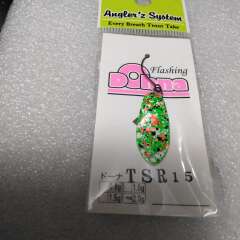 Angler'z System
Every Breath Trout Take
Flashing
Dohna
ドーナ TSR15